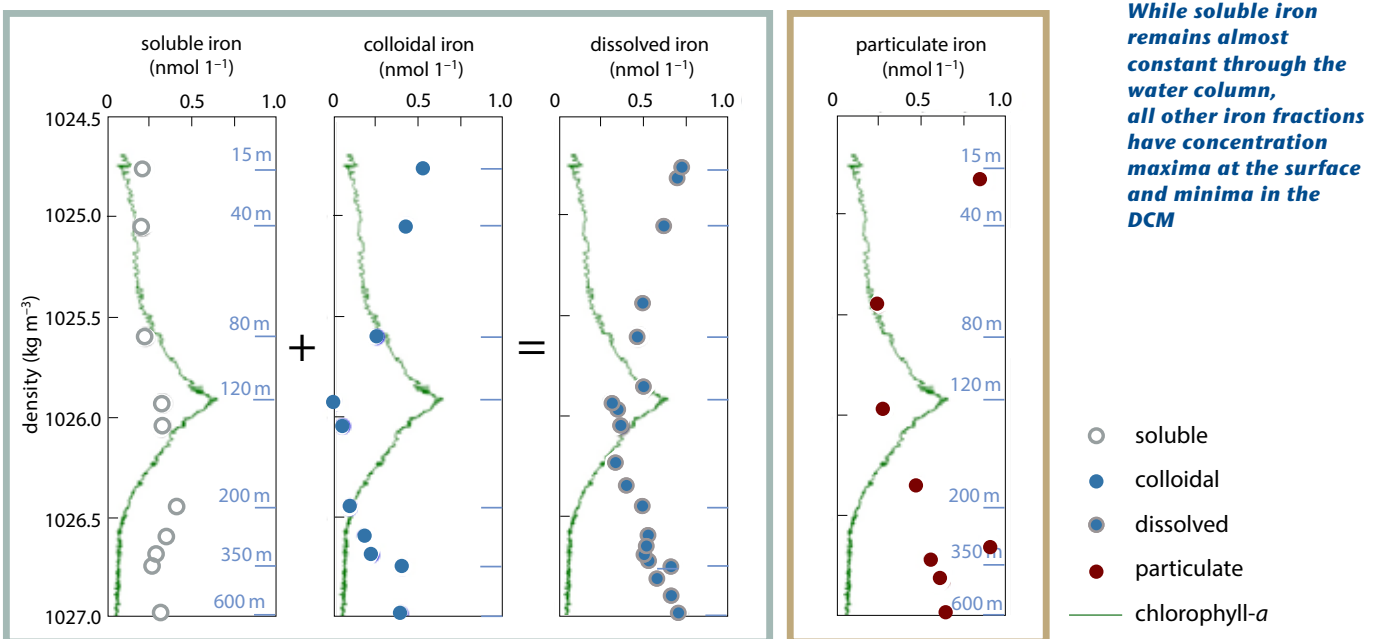 While soluble iron
remains almost
constant through the
water column,
all other iron fractions
have concentration
maxima at the surface
and minima in the
DCM
soluble iron
(nmol 1⁻¹)
0 0.5 1.0
colloidal iron
(nmol 1⁻¹)
0 0.5 1.0
dissolved iron
(nmol 1⁻¹)
0 0.5 1.0
particulate iron
(nmol 1⁻¹)
0 0.5 1.0
density (kg m⁻³)
1024.5
1025.0
1025.5
1026.0
1026.5
1027.0
15 m
40 m
80 m
120 m
200 m
350 m
600 m
+
=
15 m
40 m
80 m
120 m
200 m
350 m
600 m
soluble
colloidal
dissolved
particulate
chlorophyll-a